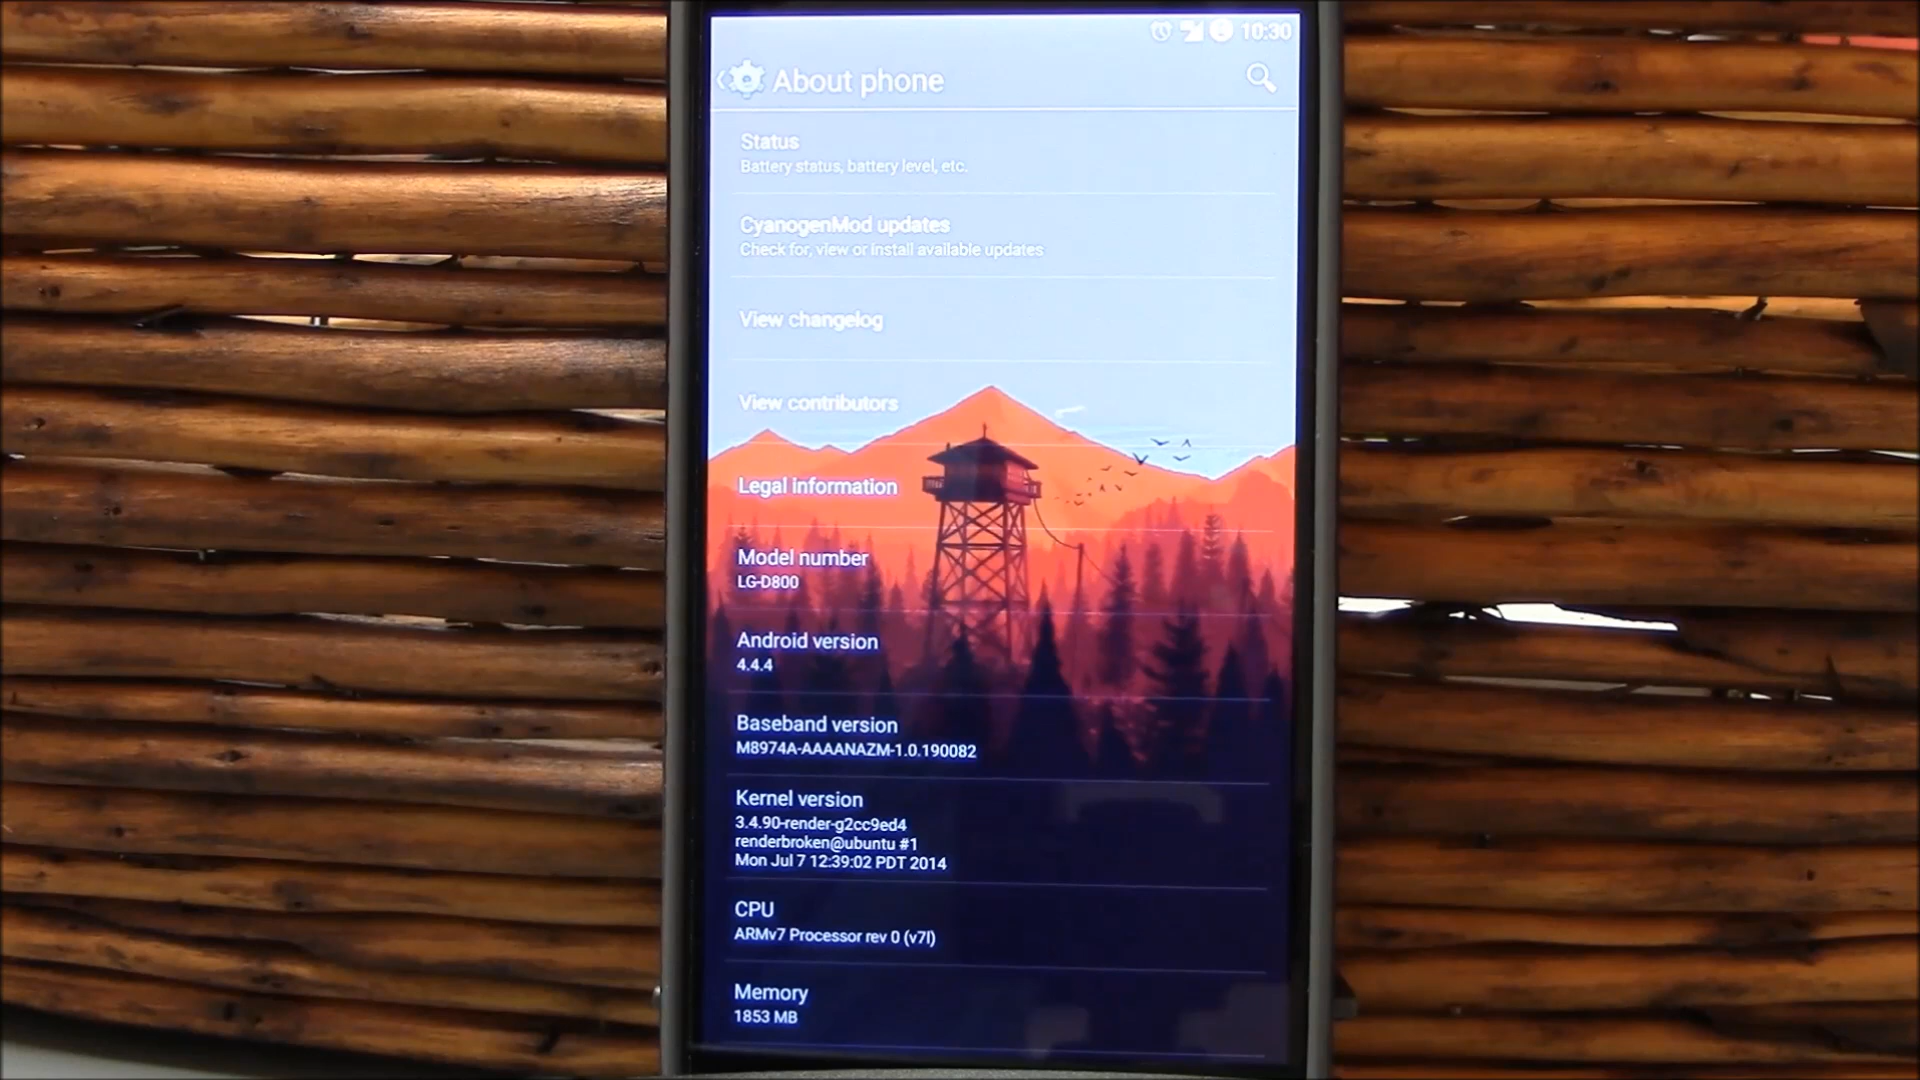 10:30
About phone
Status
Battery status, battery level, etc.
CyanogenMod updates
Check for, view or install available updates
View changelog
View contributors
Legal information
Model number
LG-D800
Android version
4.4.4
Baseband version
M8974A-AAAANAZM-1.0.190082
Kernel version
3.4.90-render-g2cc9ed4
renderbroken@ubuntu #1
Mon Jul 7 12:39:02 PDT 2014
CPU
ARMv7 Processor rev 0 (v7l)
Memory
1853 MB